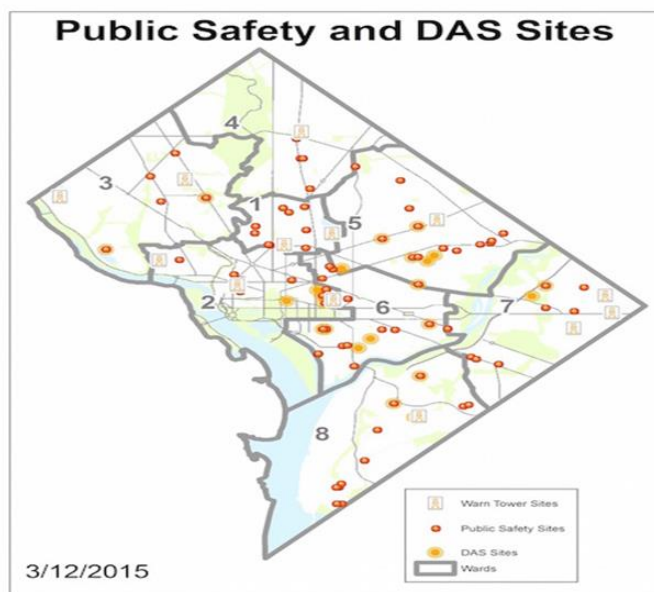 Public Safety and DAS Sites
4
3
1
5
2
6
7
8
Warn Tower Sites
Public Safety Sites
DAS Sites
Wards
3/12/2015